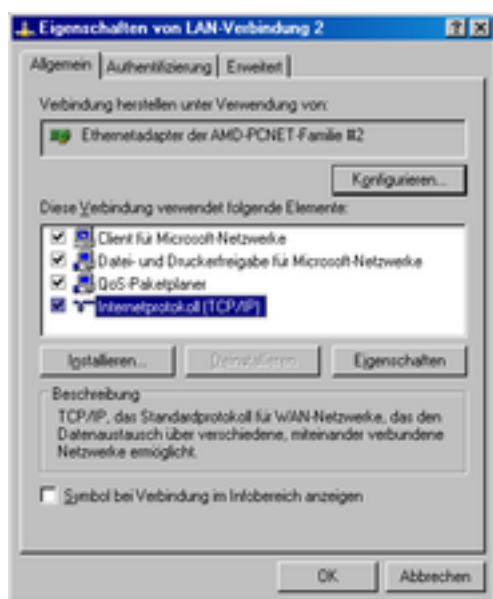 Eigenschaften von LAN-Verbindung 2
Allgemein Authentifizierung Erweitert
Verbindung herstellen unter Verwendung von:
Ethernetadapter der AMD-PCNET-Familie #2
Konfigurieren...
Diese Verbindung verwendet folgende Elemente:
Client für Microsoft-Netzwerke
Datei- und Druckerfreigabe für Microsoft-Netzwerke
QoS-Paketplaner
Internetprotokoll (TCP/IP)
Installieren... Deinstallieren Eigenschaften
Beschreibung
TCP/IP, das Standardprotokoll für WAN-Netzwerke, das den
Datenaustausch über verschiedene, miteinander verbundene
Netzwerke ermöglicht.
Symbol bei Verbindung im Infobereich anzeigen
OK Abbrechen